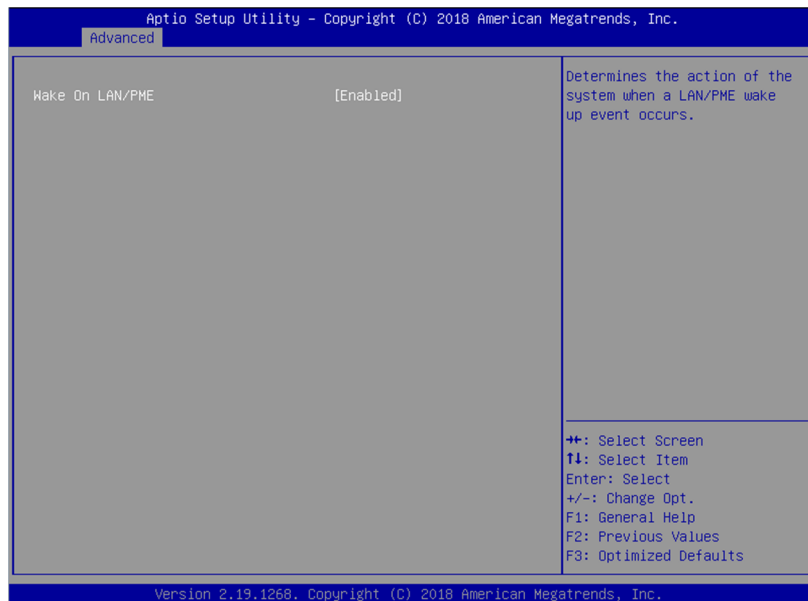 Aptio Setup Utility – Copyright (C) 2018 American Megatrends, Inc.
Advanced
Wake On LAN/PME [Enabled]
Determines the action of the
system when a LAN/PME wake
up event occurs.
→←: Select Screen
↑↓: Select Item
Enter: Select
+/-: Change Opt.
F1: General Help
F2: Previous Values
F3: Optimized Defaults
Version 2.19.1268. Copyright (C) 2018 American Megatrends, Inc.